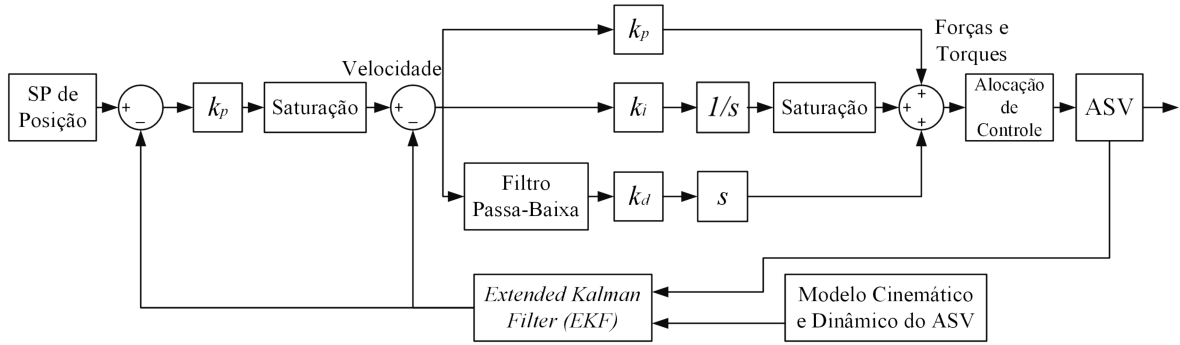 SP de
Posição
+
−
kp
Saturação
Velocidade
+
−
kp
ki
1/s
Saturação
Filtro
Passa-Baixa
kd
s
Forças e
Torques
+
+
+
Alocação
de
Controle
ASV
Extended Kalman
Filter (EKF)
Modelo Cinemático
e Dinâmico do ASV